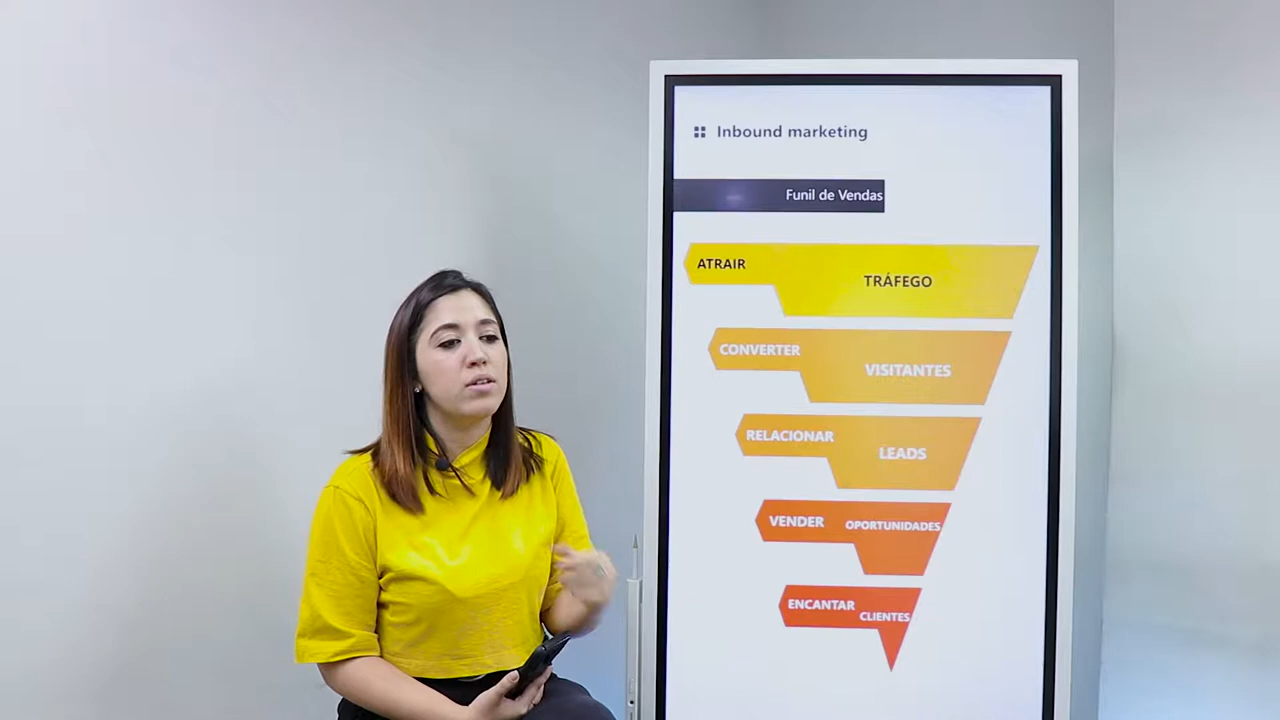 Inbound marketing
Funil de Vendas
ATRAIR
TRÁFEGO
CONVERTER
VISITANTES
RELACIONAR
LEADS
VENDER
OPORTUNIDADES
ENCANTAR
CLIENTES